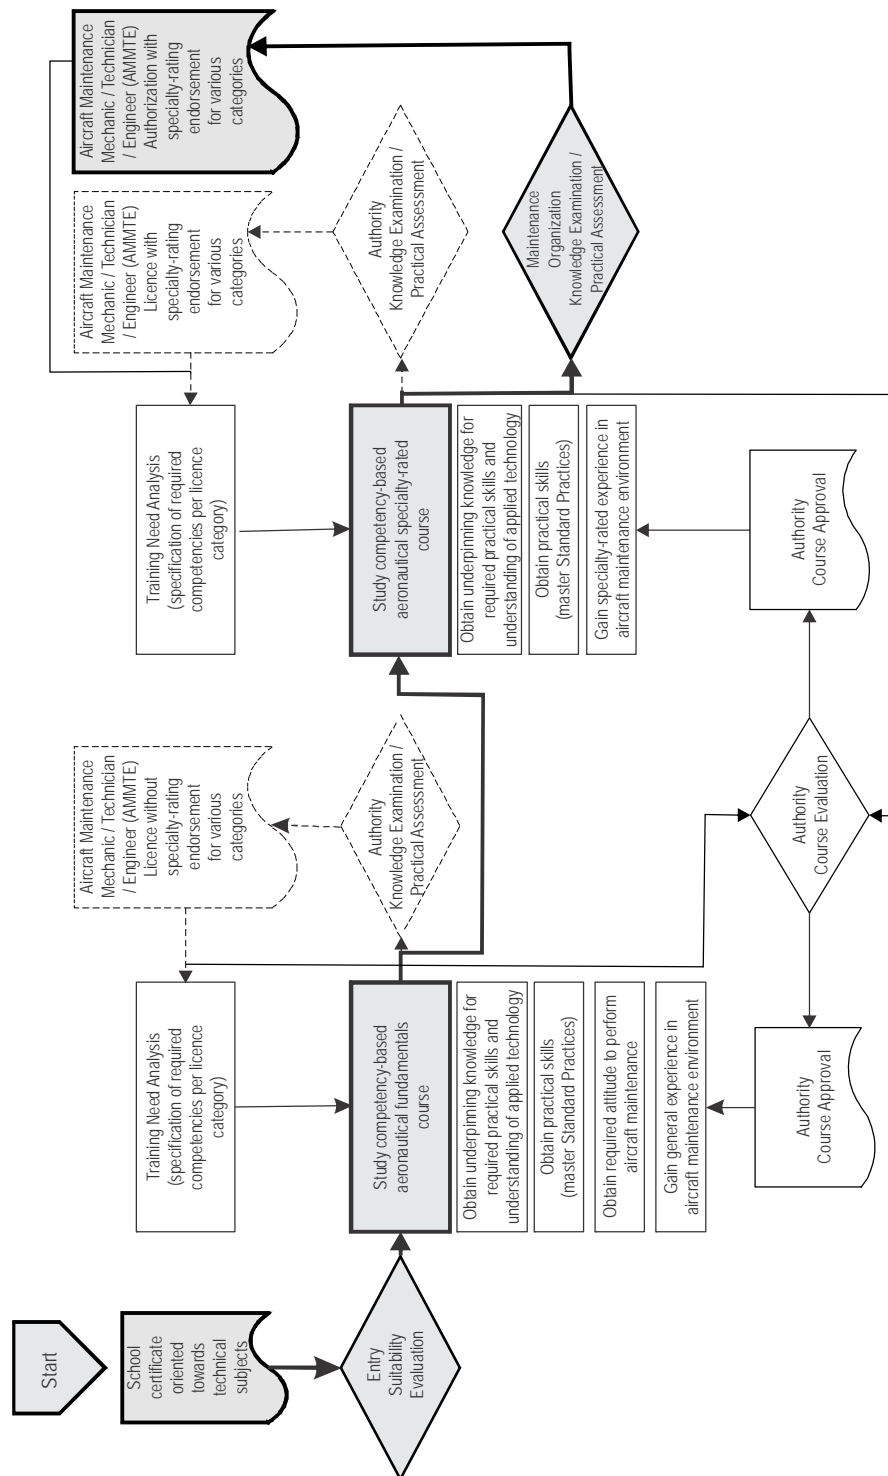 Start
School
certificate
oriented
towards
technical
subjects
Entry
Suitability
Evaluation
Training Need Analysis
(specification of required
competencies per licence
category)
Study competency-based
aeronautical fundamentals
course
Obtain underpinning knowledge for
required practical skills and
understanding of applied technology
Obtain practical skills
(master Standard Practices)
Obtain required attitude to perform
aircraft maintenance
Gain general experience in
aircraft maintenance environment
Authority
Course Approval
Aircraft Maintenance
Mechanic / Technician
/ Engineer (AMMTE)
Licence without
specialty-rating
endorsement
for various
categories
Authority
Knowledge Examination /
Practical Assessment
Authority
Course Evaluation
Training Need Analysis
(specification of required
competencies per licence
category)
Study competency-based
aeronautical specialty-rated
course
Obtain underpinning knowledge for
required practical skills and
understanding of applied technology
Obtain practical skills
(master Standard Practices)
Gain specialty-rated experience in
aircraft maintenance environment
Authority
Course Approval
Aircraft Maintenance
Mechanic / Technician
/ Engineer (AMMTE)
Licence with
specialty-rating
endorsement
for various
categories
Authority
Knowledge Examination /
Practical Assessment
Aircraft Maintenance
Mechanic / Technician
/ Engineer (AMMTE)
Authorization with
specialty-rating
endorsement
for various
categories
Maintenance
Organization
Knowledge Examination /
Practical Assessment